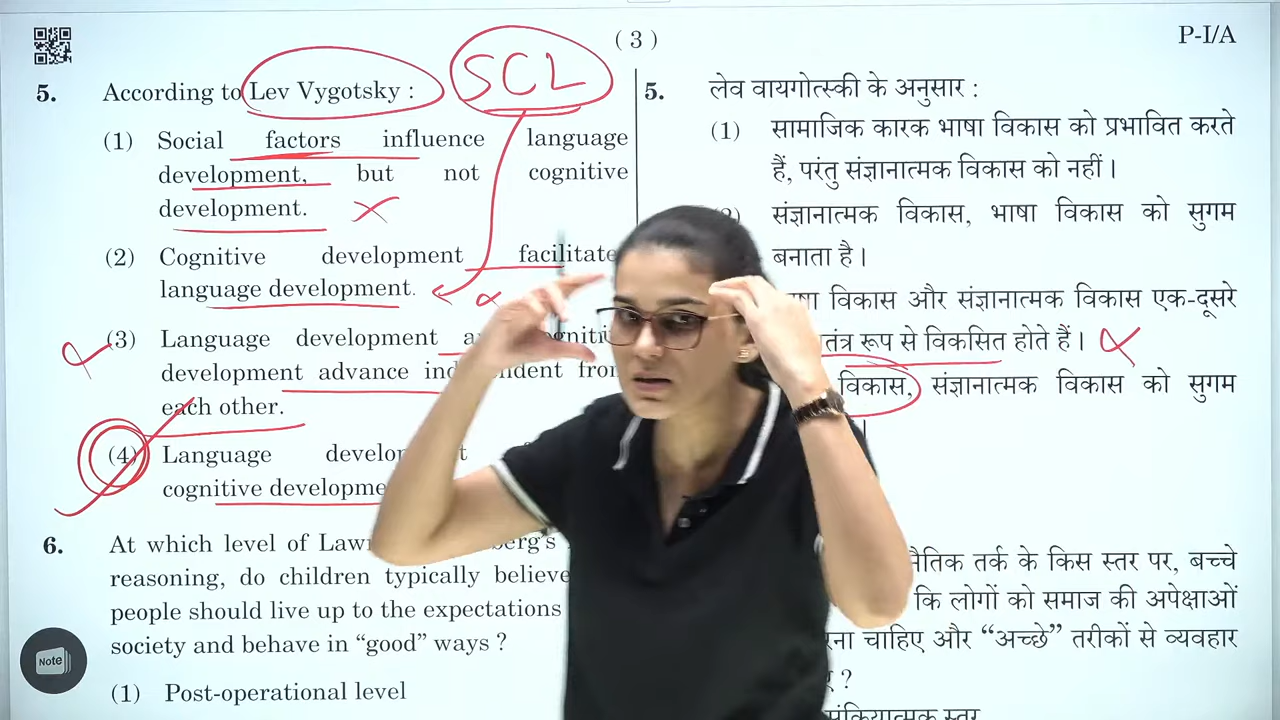 ( 3 )
P-I/A
5. According to Lev Vygotsky :
SCL
(1) Social factors influence language
development, but not cognitive
development.
(2) Cognitive development facilitate
language development.
(3) Language development
development advance from
each other.
(4) Language
cognitive
6. At which level of
reasoning, do children typically believe
people should live up to the expectations
society and behave in “good” ways ?
(1) Post-operational level
Note
5. लेव वायगोत्स्की के अनुसार :
(1) सामाजिक कारक भाषा विकास को प्रभावित करते
हैं, परंतु संज्ञानात्मक विकास को नहीं ।
संज्ञानात्मक विकास, भाषा विकास को सुगम
बनाता है ।
विकास और संज्ञानात्मक विकास एक-दूसरे
रूप से विकसित होते हैं ।
विकास, संज्ञानात्मक विकास को सुगम
तर्क के किस स्तर पर, बच्चे
कि लोगों को समाज की अपेक्षाओं
चाहिए और “अच्छे” तरीकों से व्यवहार
?
स्तर